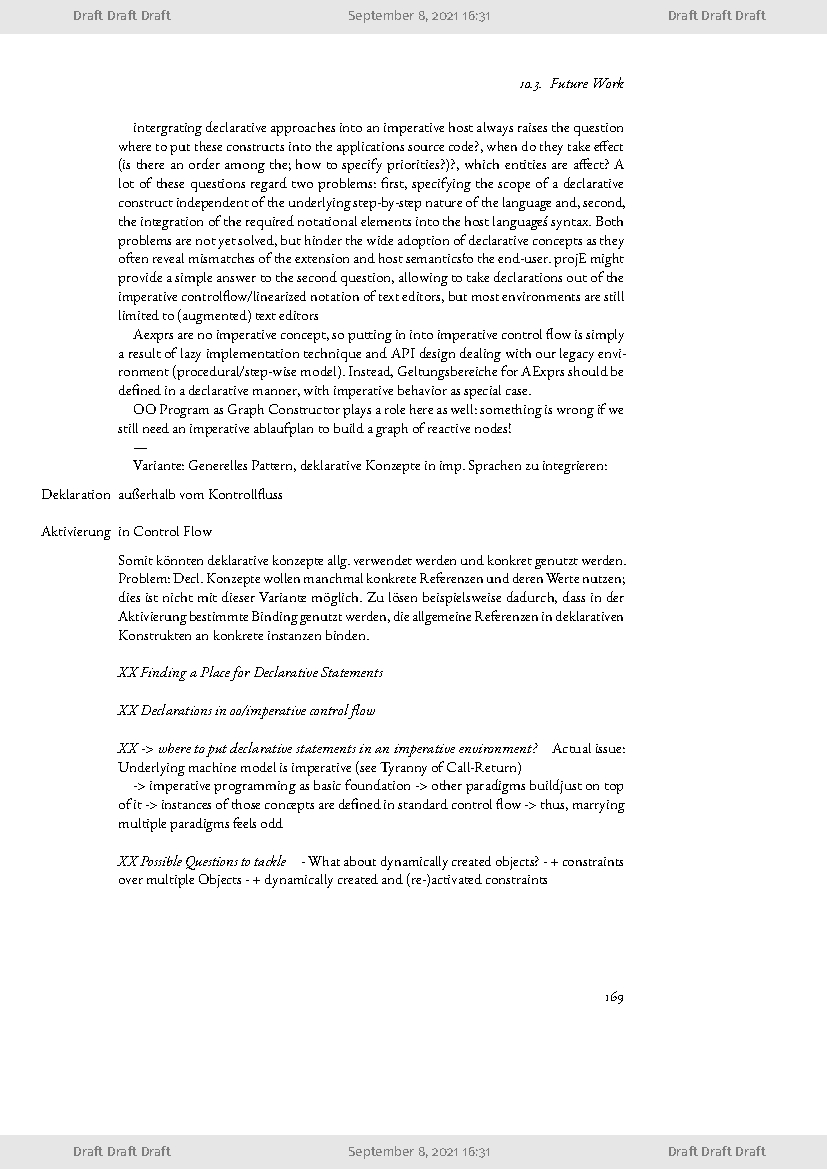 Draft Draft Draft September 8, 2021 16:31 Draft Draft Draft
10.3. Future Work
intergrating declarative approaches into an imperative host always raises the question
where to put these constructs into the applications source code?, when do they take effect
(is there an order among the; how to specify priorities?)?, which entities are affect? A
lot of these questions regard two problems: first, specifying the scope of a declarative
construct independent of the underlying step-by-step nature of the language and, second,
the integration of the required notational elements into the host languageś syntax. Both
problems are not yet solved, but hinder the wide adoption of declarative concepts as they
often reveal mismatches of the extension and host semanticsto the end-user. projE might
provide a simple answer to the second question, allowing to take declarations out of the
imperative controlflow/linearized notation of text editors, but most environments are still
limited to (augmented) text editors
Aexprs are no imperative concept, so putting in into imperative control flow is simply
a result of lazy implementation technique and API design dealing with our legacy envi-
ronment (procedural/step-wise model). Instead, Geltungsbereiche for AExprs should be
defined in a declarative manner, with imperative behavior as special case.
OO Program as Graph Constructor plays a role here as well: something is wrong if we
still need an imperative ablaufplan to build a graph of reactive nodes!
—
Variante: Generelles Pattern, deklarative Konzepte in imp. Sprachen zu integrieren:
Deklaration außerhalb vom Kontrollfluss
Aktivierung in Control Flow
Somit könnten deklarative konzepte allg. verwendet werden und konkret genutzt werden.
Problem: Decl. Konzepte wollen manchmal konkrete Referenzen und deren Werte nutzen;
dies ist nicht mit dieser Variante möglich. Zu lösen beispielsweise dadurch, dass in der
Aktivierung bestimmte Binding genutzt werden, die allgemeine Referenzen in deklarativen
Konstrukten an konkrete instanzen binden.
XX Finding a Place for Declarative Statements
XX Declarations in oo/imperative control flow
XX -> where to put declarative statements in an imperative environment? Actual issue:
Underlying machine model is imperative (see Tyranny of Call-Return)
-> imperative programming as basic foundation -> other paradigms buildjust on top
of it -> instances of those concepts are defined in standard control flow -> thus, marrying
multiple paradigms feels odd
XX Possible Questions to tackle - What about dynamically created objects? - + constraints
over multiple Objects - + dynamically created and (re-)activated constraints
169
Draft Draft Draft September 8, 2021 16:31 Draft Draft Draft